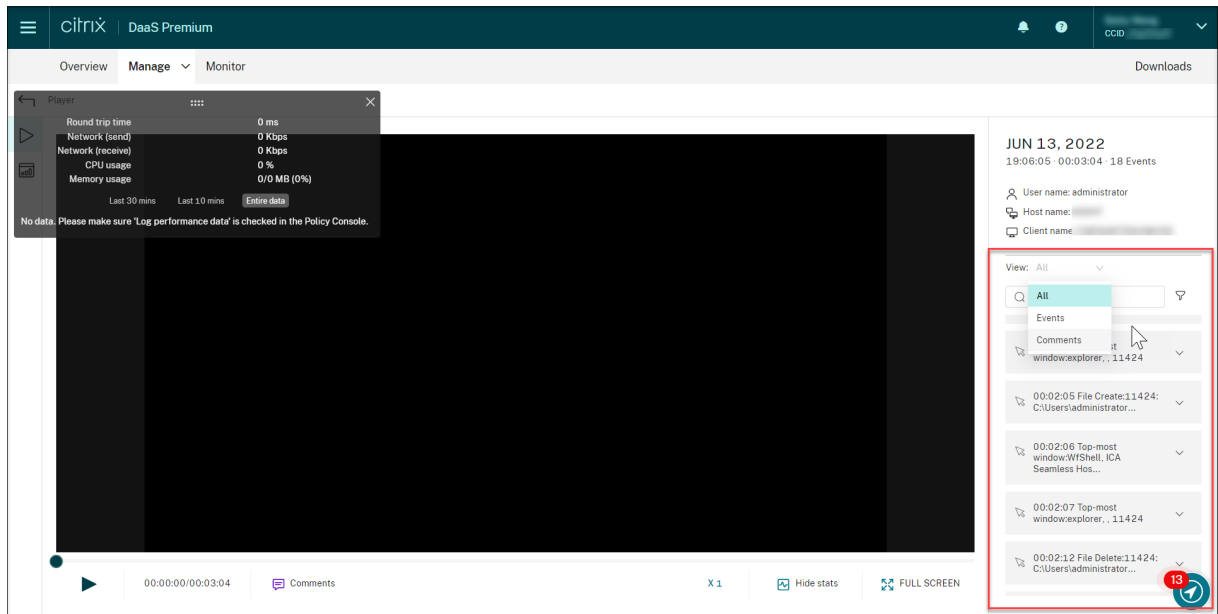 citrix DaaS Premium
CCID
Overview Manage Monitor Downloads
Player
Round trip time 0 ms
Network (send) 0 Kbps
Network (receive) 0 Kbps
CPU usage 0 %
Memory usage 0/0 MB (0%)
Last 30 mins Last 10 mins Entire data
No data. Please make sure 'Log performance data' is checked in the Policy Console.
JUN 13, 2022
19:06:05 · 00:03:04 · 18 Events
User name: administrator
Host name:
Client name
View: All
All
Events
Comments
st
window:explorer, , 11424
00:02:05 File Create:11424:
C:\Users\administrator...
00:02:06 Top-most
window:WfShell, ICA
Seamless Hos...
00:02:07 Top-most
window:explorer, , 11424
00:02:12 File Delete:11424:
C:\Users\administrator...
13
00:00:00/00:03:04 Comments X 1 Hide stats FULL SCREEN